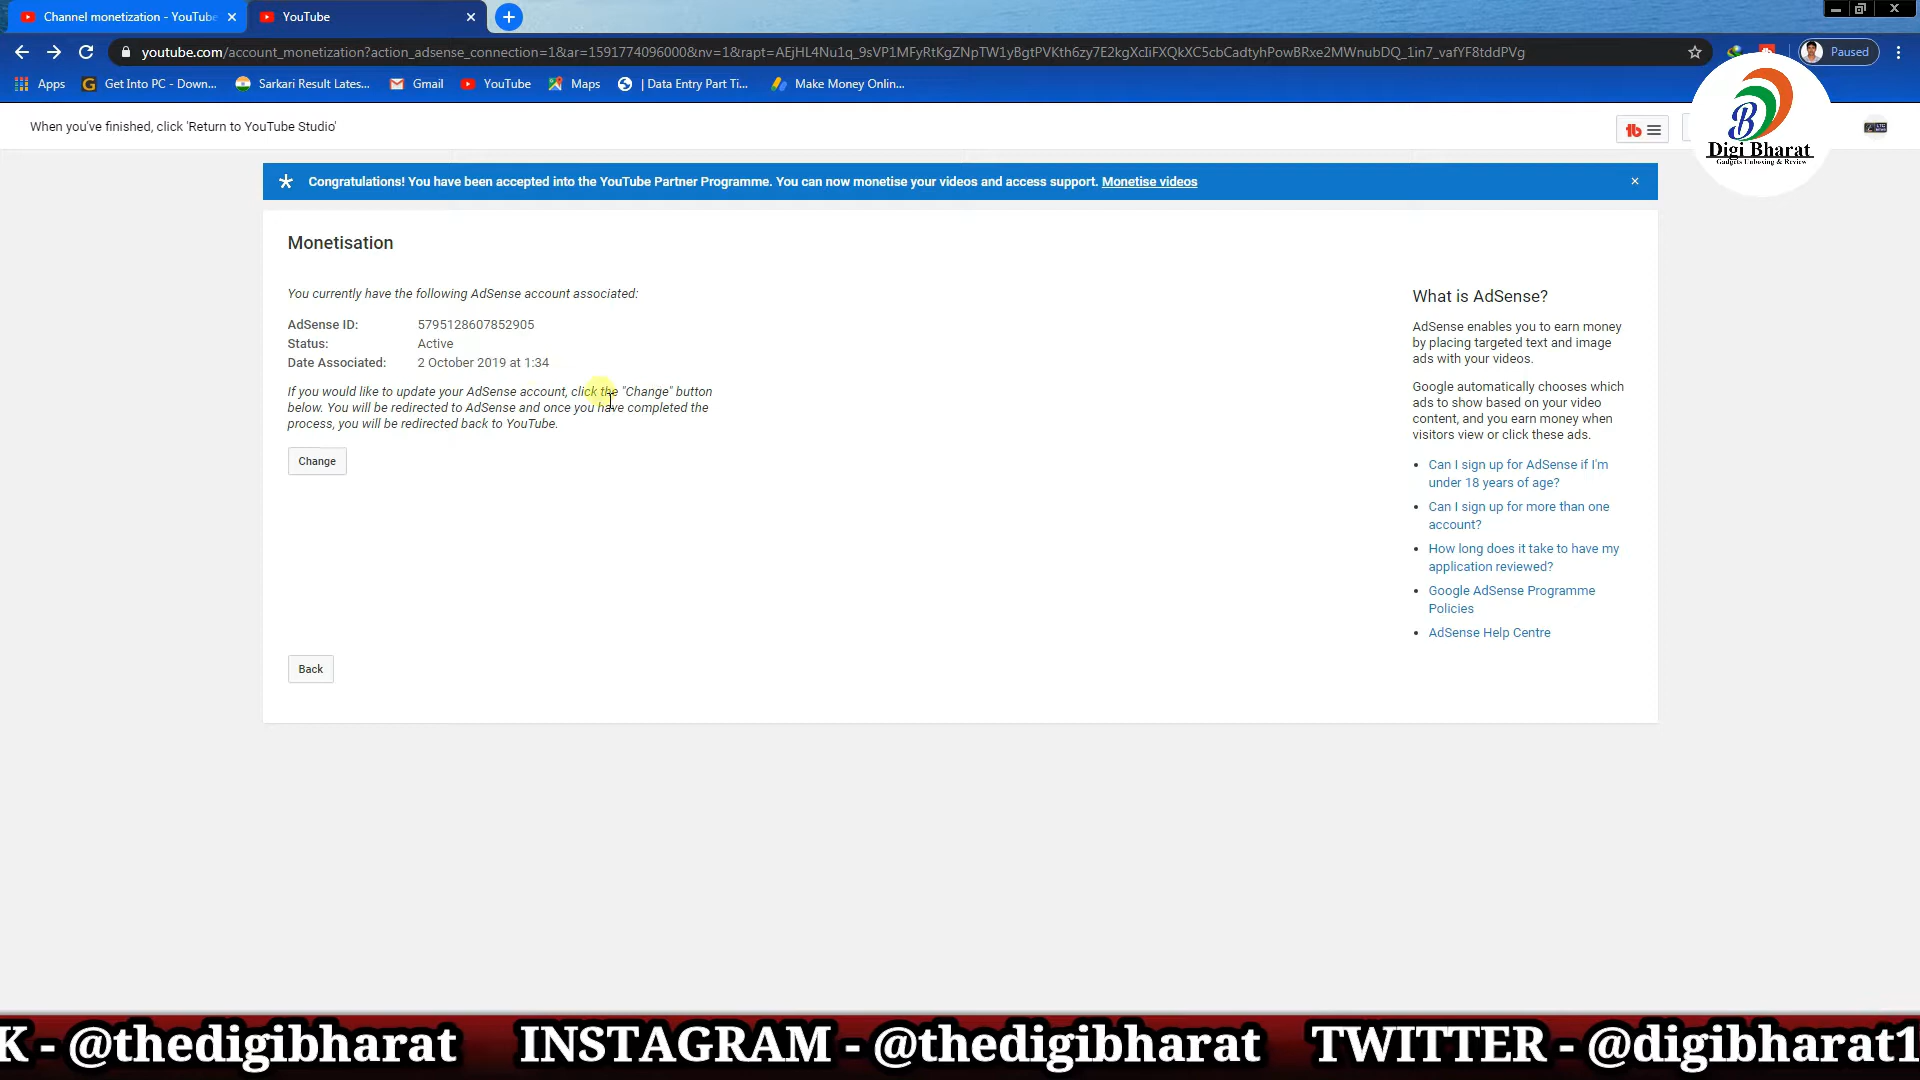 Channel monetization - YouTube
YouTube
youtube.com/account_monetization?action_adsense_connection=1&ar=1591774096000&nv=1&rapt=AEjHL4Nu1q_9sVP1MFyRtKgZNpTW1yBgtPVKth6zy7E2kgXcIiFXQkXC5cbCadtyhPowBRxe2MWnubDQ_1in7_vafYF8tddPVg
Paused
Apps
Get Into PC - Down...
Sarkari Result Lates...
Gmail
YouTube
Maps
| Data Entry Part Ti...
Make Money Onlin...
When you've finished, click 'Return to YouTube Studio'
Digi Bharat
Gadgets Unboxing & Review
Congratulations! You have been accepted into the YouTube Partner Programme. You can now monetise your videos and access support. Monetise videos
Monetisation
You currently have the following AdSense account associated:
AdSense ID: 5795128607852905
Status: Active
Date Associated: 2 October 2019 at 1:34
If you would like to update your AdSense account, click the "Change" button
below. You will be redirected to AdSense and once you have completed the
process, you will be redirected back to YouTube.
Change
Back
What is AdSense?
AdSense enables you to earn money
by placing targeted text and image
ads with your videos.
Google automatically chooses which
ads to show based on your video
content, and you earn money when
visitors view or click these ads.
Can I sign up for AdSense if I'm
under 18 years of age?
Can I sign up for more than one
account?
How long does it take to have my
application reviewed?
Google AdSense Programme
Policies
AdSense Help Centre
K - @thedigibharat INSTAGRAM - @thedigibharat TWITTER - @digibharat1